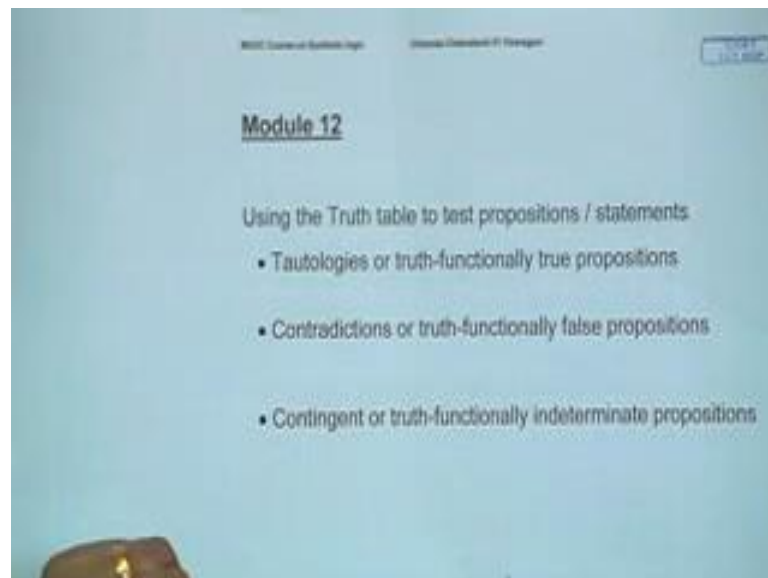 Module 12
Using the Truth table to test propositions / statements
• Tautologies or truth-functionally true propositions
• Contradictions or truth-functionally false propositions
• Contingent or truth-functionally indeterminate propositions